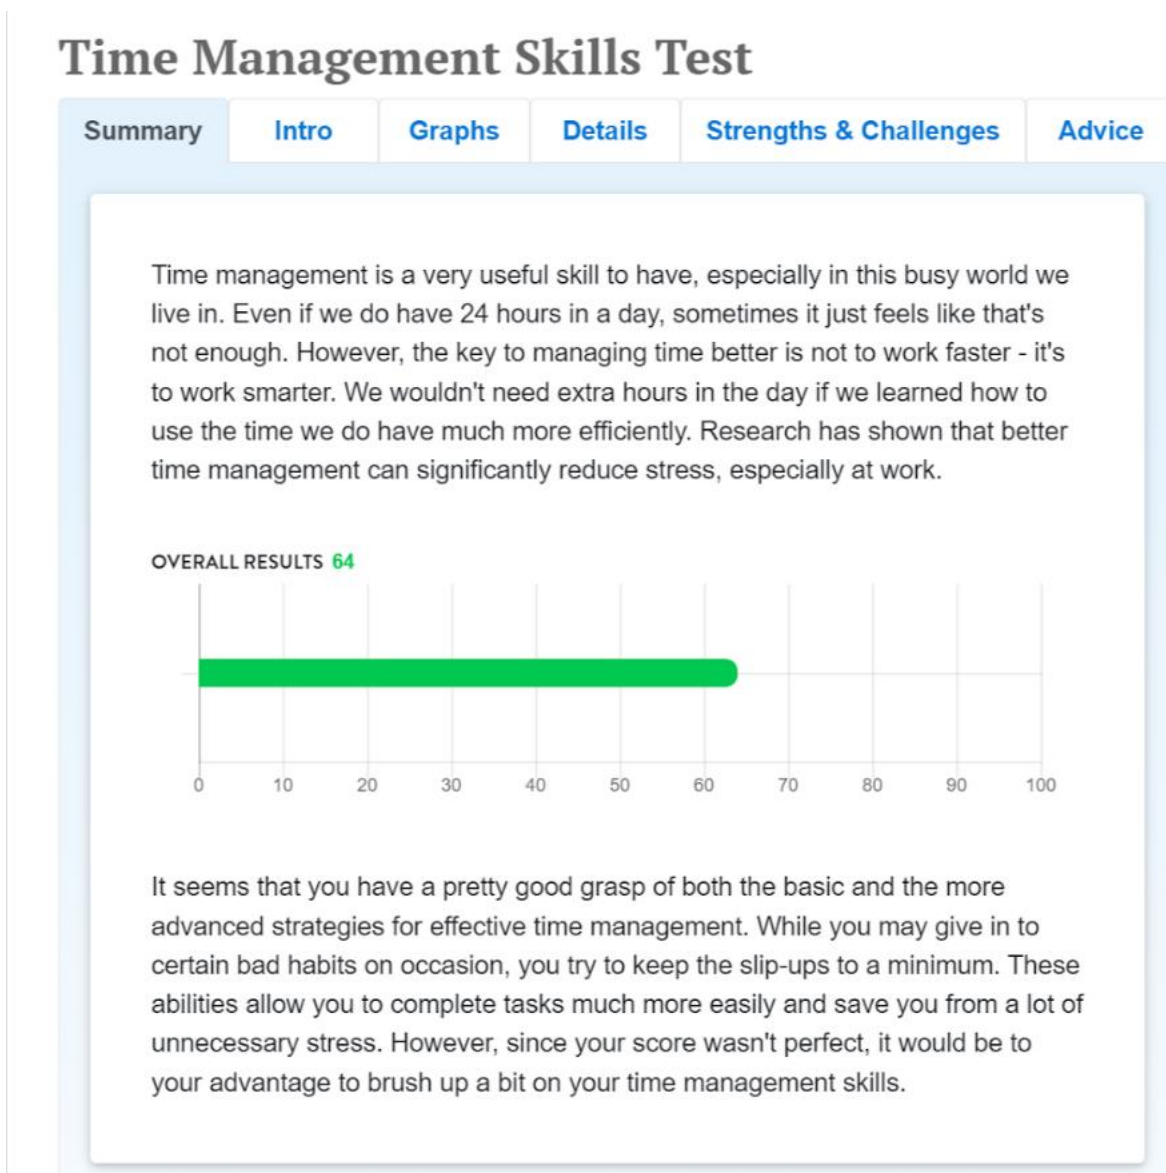 Time Management Skills Test
Summary Intro Graphs Details Strengths & Challenges Advice
Time management is a very useful skill to have, especially in this busy world we
live in. Even if we do have 24 hours in a day, sometimes it just feels like that's
not enough. However, the key to managing time better is not to work faster - it's
to work smarter. We wouldn't need extra hours in the day if we learned how to
use the time we do have much more efficiently. Research has shown that better
time management can significantly reduce stress, especially at work.
OVERALL RESULTS 64
0 10 20 30 40 50 60 70 80 90 100
It seems that you have a pretty good grasp of both the basic and the more
advanced strategies for effective time management. While you may give in to
certain bad habits on occasion, you try to keep the slip-ups to a minimum. These
abilities allow you to complete tasks much more easily and save you from a lot of
unnecessary stress. However, since your score wasn't perfect, it would be to
your advantage to brush up a bit on your time management skills.